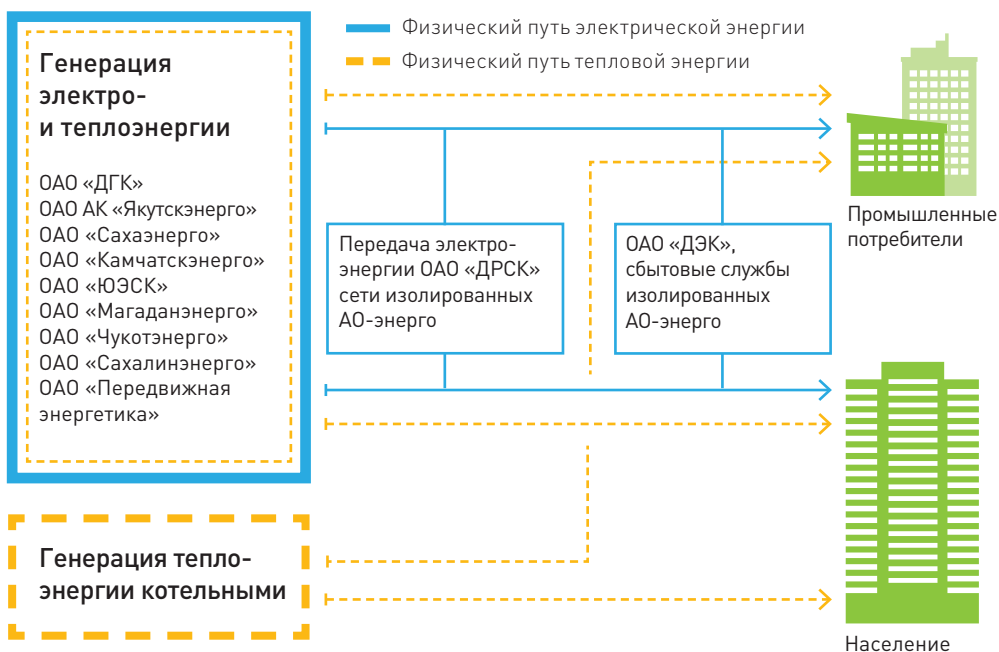 Физический путь электрической энергии
Физический путь тепловой энергии
Генерация
электро-
и теплоэнергии
ОАО «ДГК»
ОАО АК «Якутскэнерго»
ОАО «Сахаэнерго»
ОАО «Камчатскэнерго»
ОАО «ЮЭСК»
ОАО «Магаданэнерго»
ОАО «Чукотэнерго»
ОАО «Сахалинэнерго»
ОАО «Передвижная
энергетика»
Передача электро-
энергии ОАО «ДРСК»
сети изолированных
АО-энерго
ОАО «ДЭК»,
сбытовые службы
изолированных
АО-энерго
Промышленные
потребители
Генерация тепло-
энергии котельными
Население